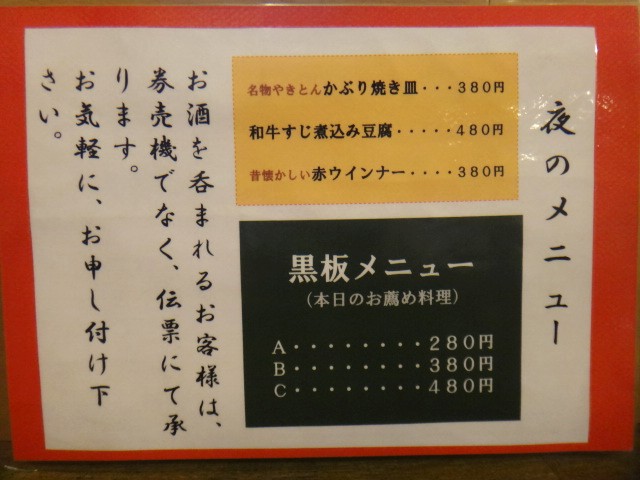 夜のメニュー
名物やきとんかぶり焼き皿・・・380円
和牛すじ煮込み豆腐・・・・・480円
昔懐かしい赤ウインナー・・・・380円
黒板メニュー
（本日のお薦め料理）
A・・・・・・・・280円
B・・・・・・・・380円
C・・・・・・・・480円
お酒を呑まれるお客様は、
券売機でなく、伝票にて承
ります。
お気軽に、お申し付け下
さい。